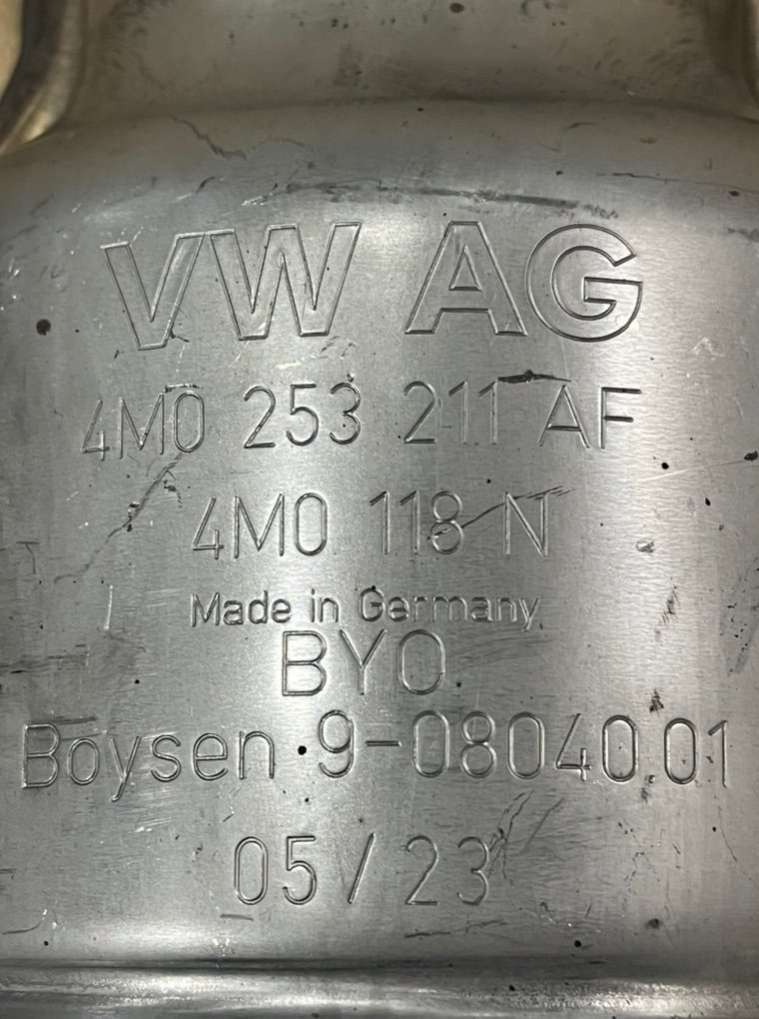 VW AG
4M0 253 211 AF
4M0 118 N
Made in Germany
BYO
Boysen 9-08040.01
05/23